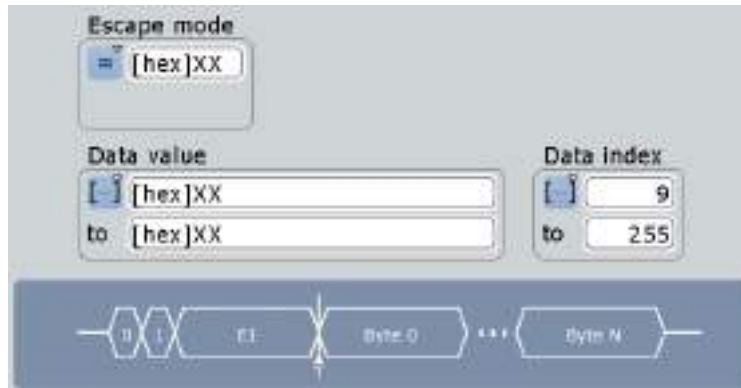 Escape mode
= [hex]XX
Data value Data index
[hex]XX 9
to [hex]XX to 255
0 1 E1 Byte 0 ... Byte N